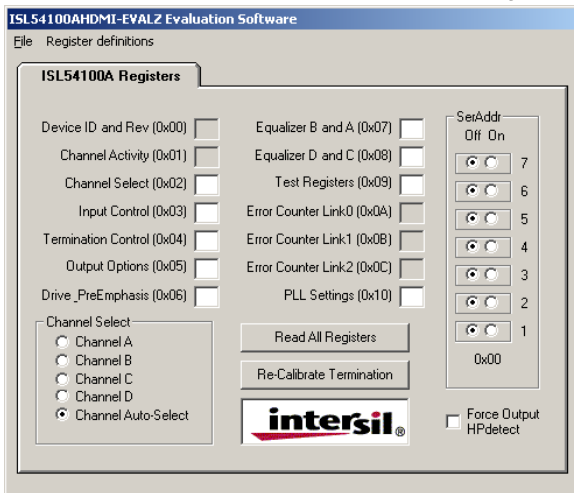 ISL54100AHDMI-EVALZ Evaluation Software
File Register definitions
ISL54100A Registers
Device ID and Rev (0x00)
Channel Activity (0x01)
Channel Select (0x02)
Input Control (0x03)
Termination Control (0x04)
Output Options (0x05)
Drive_PreEmphasis (0x06)
Equalizer B and A (0x07)
Equalizer D and C (0x08)
Test Registers (0x09)
Error Counter Link0 (0x0A)
Error Counter Link1 (0x0B)
Error Counter Link2 (0x0C)
PLL Settings (0x10)
SerAddr
Off On
7
6
5
4
3
2
1
0x00
Channel Select
Channel A
Channel B
Channel C
Channel D
Channel Auto-Select
Read All Registers
Re-Calibrate Termination
intersil®
Force Output
HPdetect